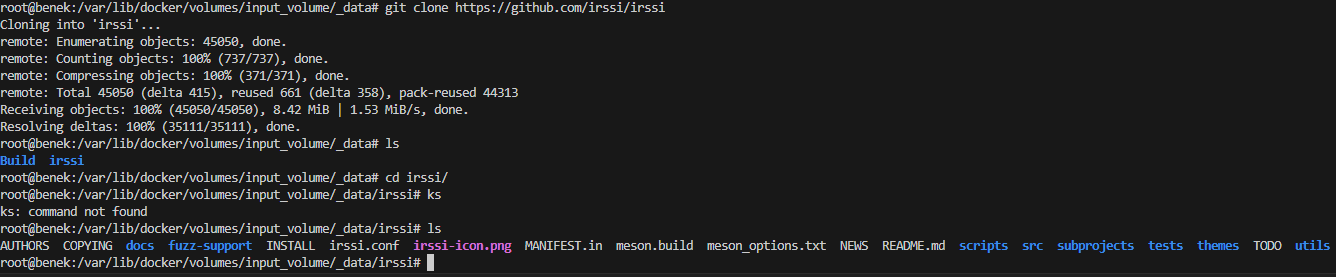 root@benek:/var/lib/docker/volumes/input_volume/_data# git clone https://github.com/irssi/irssi
Cloning into 'irssi'...
remote: Enumerating objects: 45050, done.
remote: Counting objects: 100% (737/737), done.
remote: Compressing objects: 100% (371/371), done.
remote: Total 45050 (delta 415), reused 661 (delta 358), pack-reused 44313
Receiving objects: 100% (45050/45050), 8.42 MiB | 1.53 MiB/s, done.
Resolving deltas: 100% (35111/35111), done.
root@benek:/var/lib/docker/volumes/input_volume/_data# ls
Build  irssi
root@benek:/var/lib/docker/volumes/input_volume/_data# cd irssi/
root@benek:/var/lib/docker/volumes/input_volume/_data/irssi# ks
ks: command not found
root@benek:/var/lib/docker/volumes/input_volume/_data/irssi# ls
AUTHORS  COPYING  docs  fuzz-support  INSTALL  irssi.conf  irssi-icon.png  MANIFEST.in  meson.build  meson_options.txt  NEWS  README.md  scripts  src  subprojects  tests  themes  TODO  utils
root@benek:/var/lib/docker/volumes/input_volume/_data/irssi#